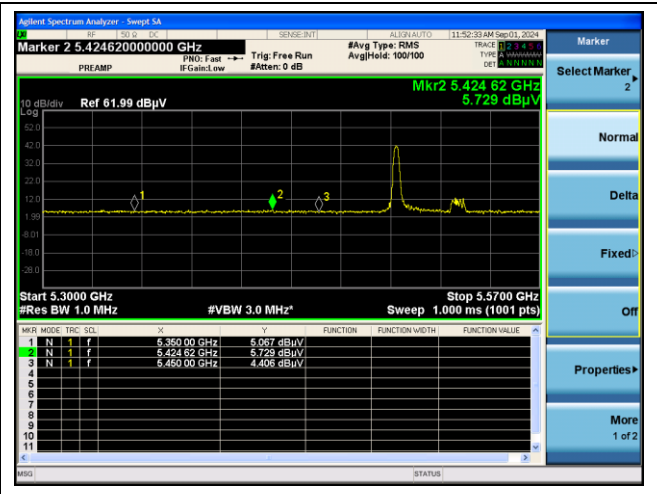 Agilent Spectrum Analyzer - Swept SA
RF 50 Ω DC SENSE:INT ALIGN AUTO 11:52:33 AM Sep 01, 2024
Marker 2 5.424620000000 GHz #Avg Type: RMS TRACE 1 2 3 4 5 6 Marker
PNO: Fast Trig: Free Run Avg|Hold: 100/100 TYPE
PREAMP IFGain:Low #Atten: 0 dB DET A N N N N N
Select Marker
2
Mkr2 5.424 62 GHz
10 dB/div Ref 61.99 dBµV 5.729 dBµV
Log
52.0
42.0
32.0
22.0
12.0
1.99
-8.01
-18.0
-28.0
1
2
3
Normal
Delta
Fixed
Off
Start 5.3000 GHz Stop 5.5700 GHz
#Res BW 1.0 MHz #VBW 3.0 MHz* Sweep 1.000 ms (1001 pts)
MKR MODE TRC SCL X Y FUNCTION FUNCTION WIDTH FUNCTION VALUE
1 N 1 f 5.350 00 GHz 5.067 dBµV
2 N 1 f 5.424 62 GHz 5.729 dBµV
3 N 1 f 5.450 00 GHz 4.406 dBµV
4
5
6
7
8
9
10
11
Properties
More
1 of 2
MSG STATUS